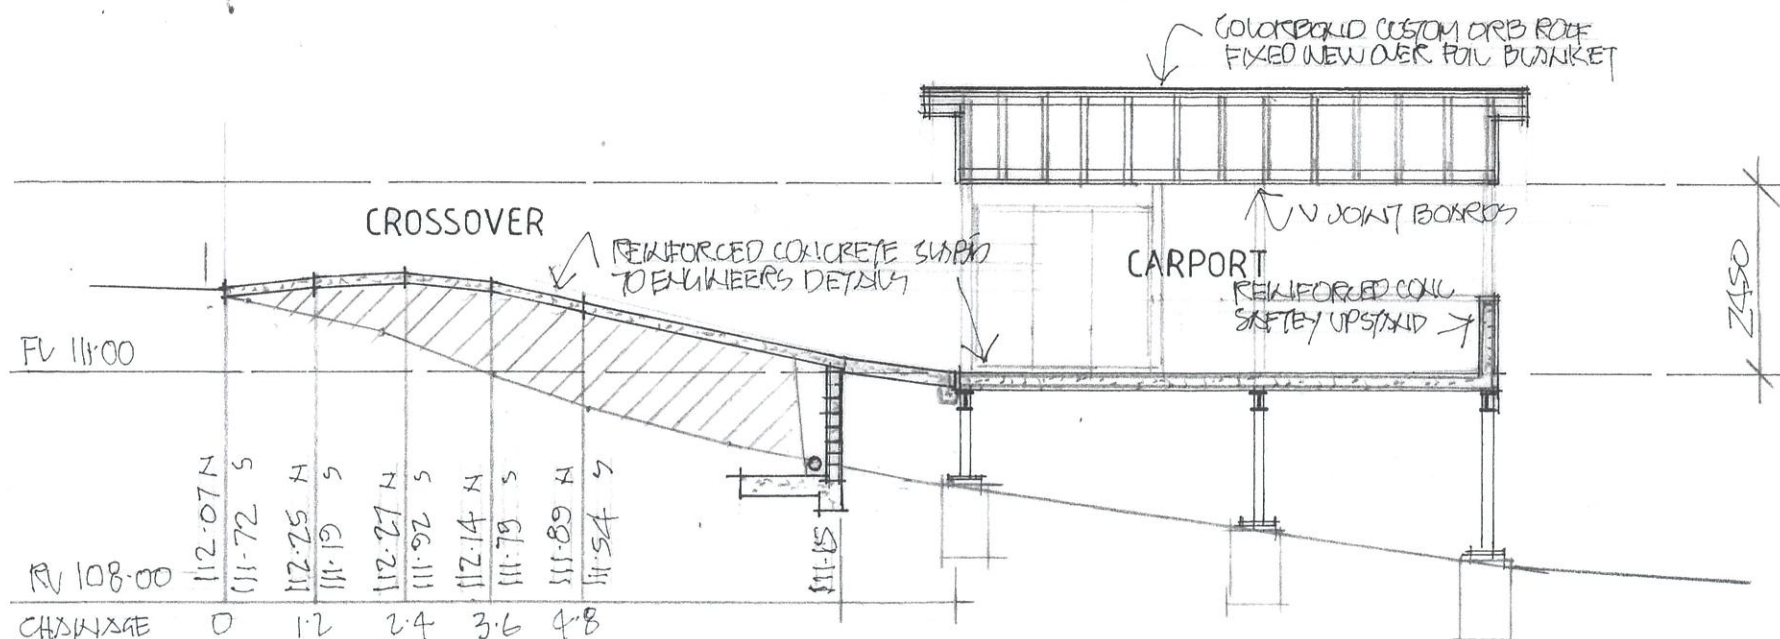 COLORBOND CUSTOM ORB ROOF
FIXED NEW OVER FOIL BLANKET
CROSSOVER
REINFORCED CONCRETE SLABS
TO ENGINEERS DETAILS
V JOINT BOARDS
CARPORT
REINFORCED CONC
SAFTEY UPSTAND
2450
FL 111.00
112.07 N
111.72 S
112.25 N
111.19 S
112.27 N
111.92 S
112.14 N
111.79 S
111.89 N
111.54 S
111.15
RL 108.00
CHAINAGE 0 1.2 2.4 3.6 4.8